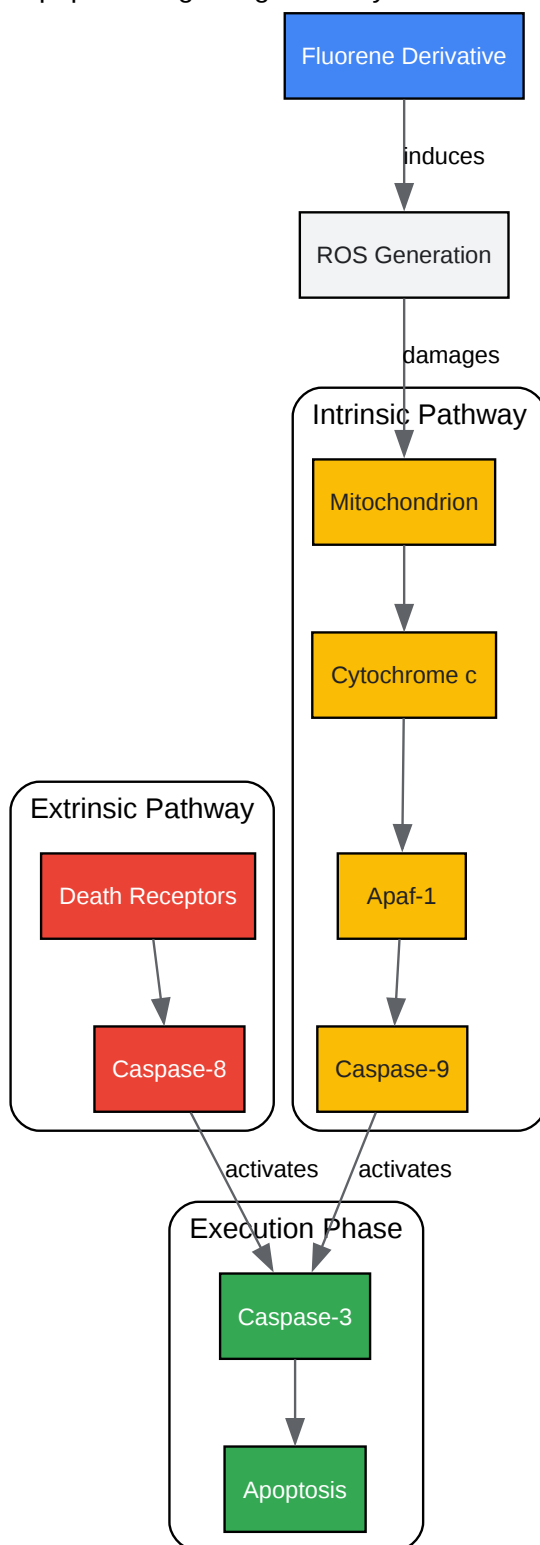 Fluorene Derivative
induces
ROS Generation
damages
Intrinsic Pathway
Mitochondrion
Cytochrome c
Extrinsic Pathway
Death Receptors
Apaf-1
Caspase-8
Caspase-9
activates
activates
Execution Phase
Caspase-3
Apoptosis